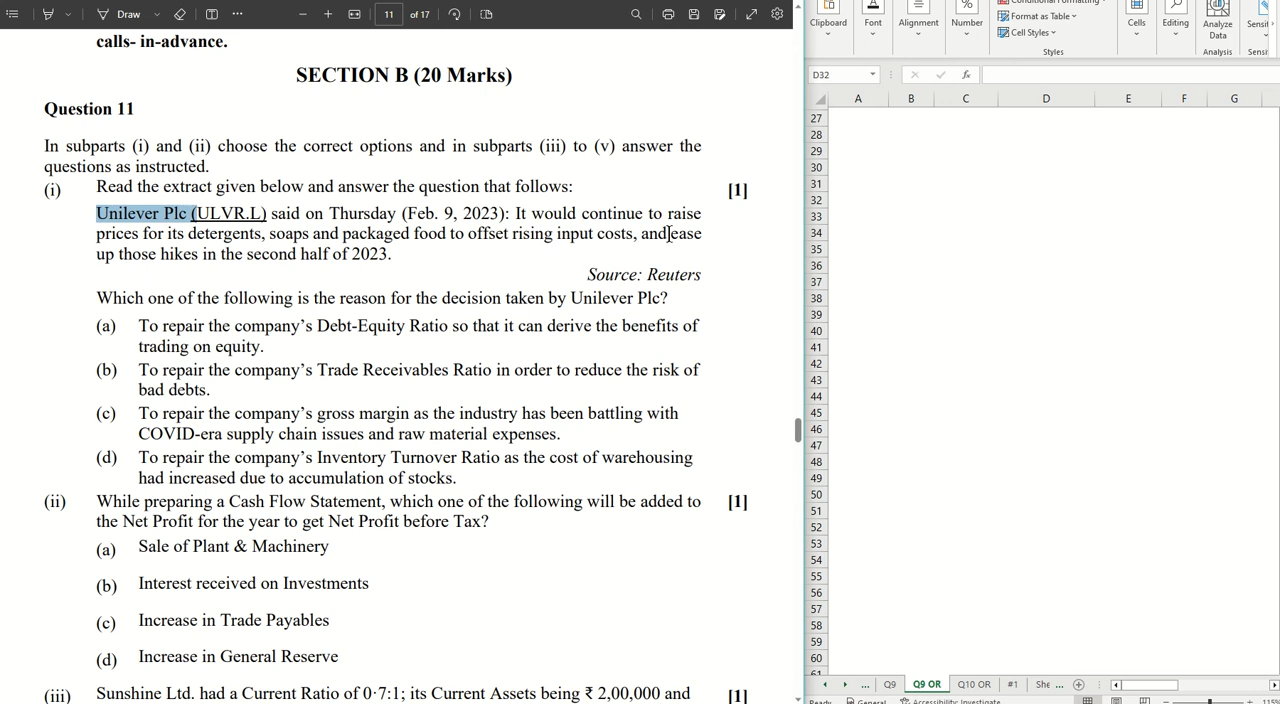 Draw 11 of 17
calls- in-advance.
SECTION B (20 Marks)
Question 11
In subparts (i) and (ii) choose the correct options and in subparts (iii) to (v) answer the
questions as instructed.
(i) Read the extract given below and answer the question that follows: [1]
Unilever Plc (ULVR.L) said on Thursday (Feb. 9, 2023): It would continue to raise
prices for its detergents, soaps and packaged food to offset rising input costs, and ease
up those hikes in the second half of 2023.
Source: Reuters
Which one of the following is the reason for the decision taken by Unilever Plc?
(a) To repair the company's Debt-Equity Ratio so that it can derive the benefits of
trading on equity.
(b) To repair the company's Trade Receivables Ratio in order to reduce the risk of
bad debts.
(c) To repair the company's gross margin as the industry has been battling with
COVID-era supply chain issues and raw material expenses.
(d) To repair the company's Inventory Turnover Ratio as the cost of warehousing
had increased due to accumulation of stocks.
(ii) While preparing a Cash Flow Statement, which one of the following will be added to [1]
the Net Profit for the year to get Net Profit before Tax?
(a) Sale of Plant & Machinery
(b) Interest received on Investments
(c) Increase in Trade Payables
(d) Increase in General Reserve
(iii) Sunshine Ltd. had a Current Ratio of 0·7:1; its Current Assets being ₹ 2,00,000 and [1]
Conditional Formatting
Clipboard Font Alignment Number Format as Table Cells Editing Analyze Sensi
Data
Cell Styles
Styles Analysis Sensi
D32 fx
A B C D E F G
27
28
29
30
31
32
33
34
35
36
37
38
39
40
41
42
43
44
45
46
47
48
49
50
51
52
53
54
55
56
57
58
59
60
61
... Q9 Q9 OR Q10 OR #1 She ...
Ready General Accessibility: Investigate 115%